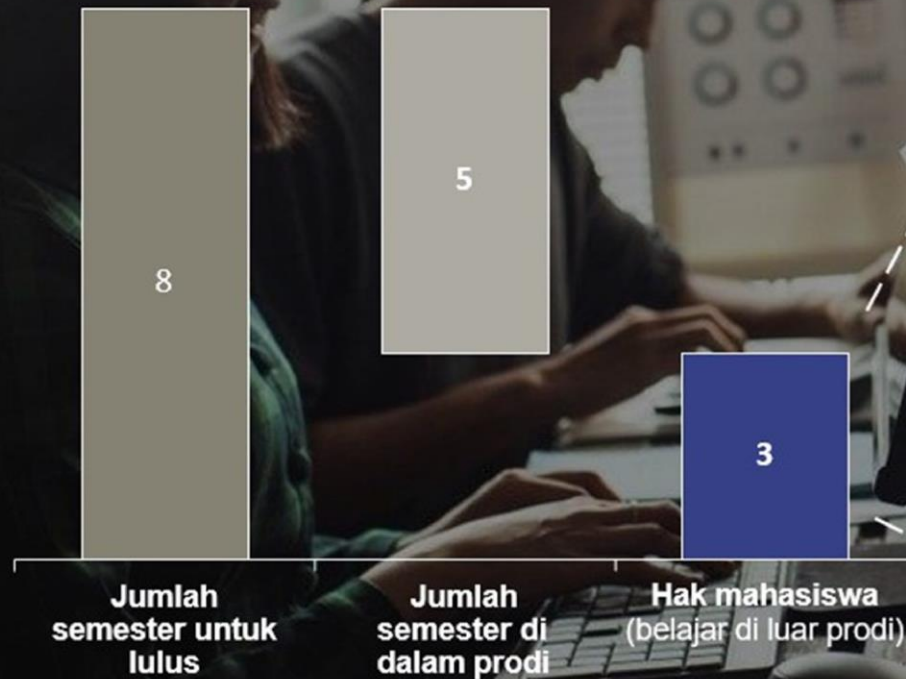 8
5
3
Jumlah
semester untuk
lulus
Jumlah
semester di
dalam prodi
Hak mahasiswa
(belajar di luar prodi)